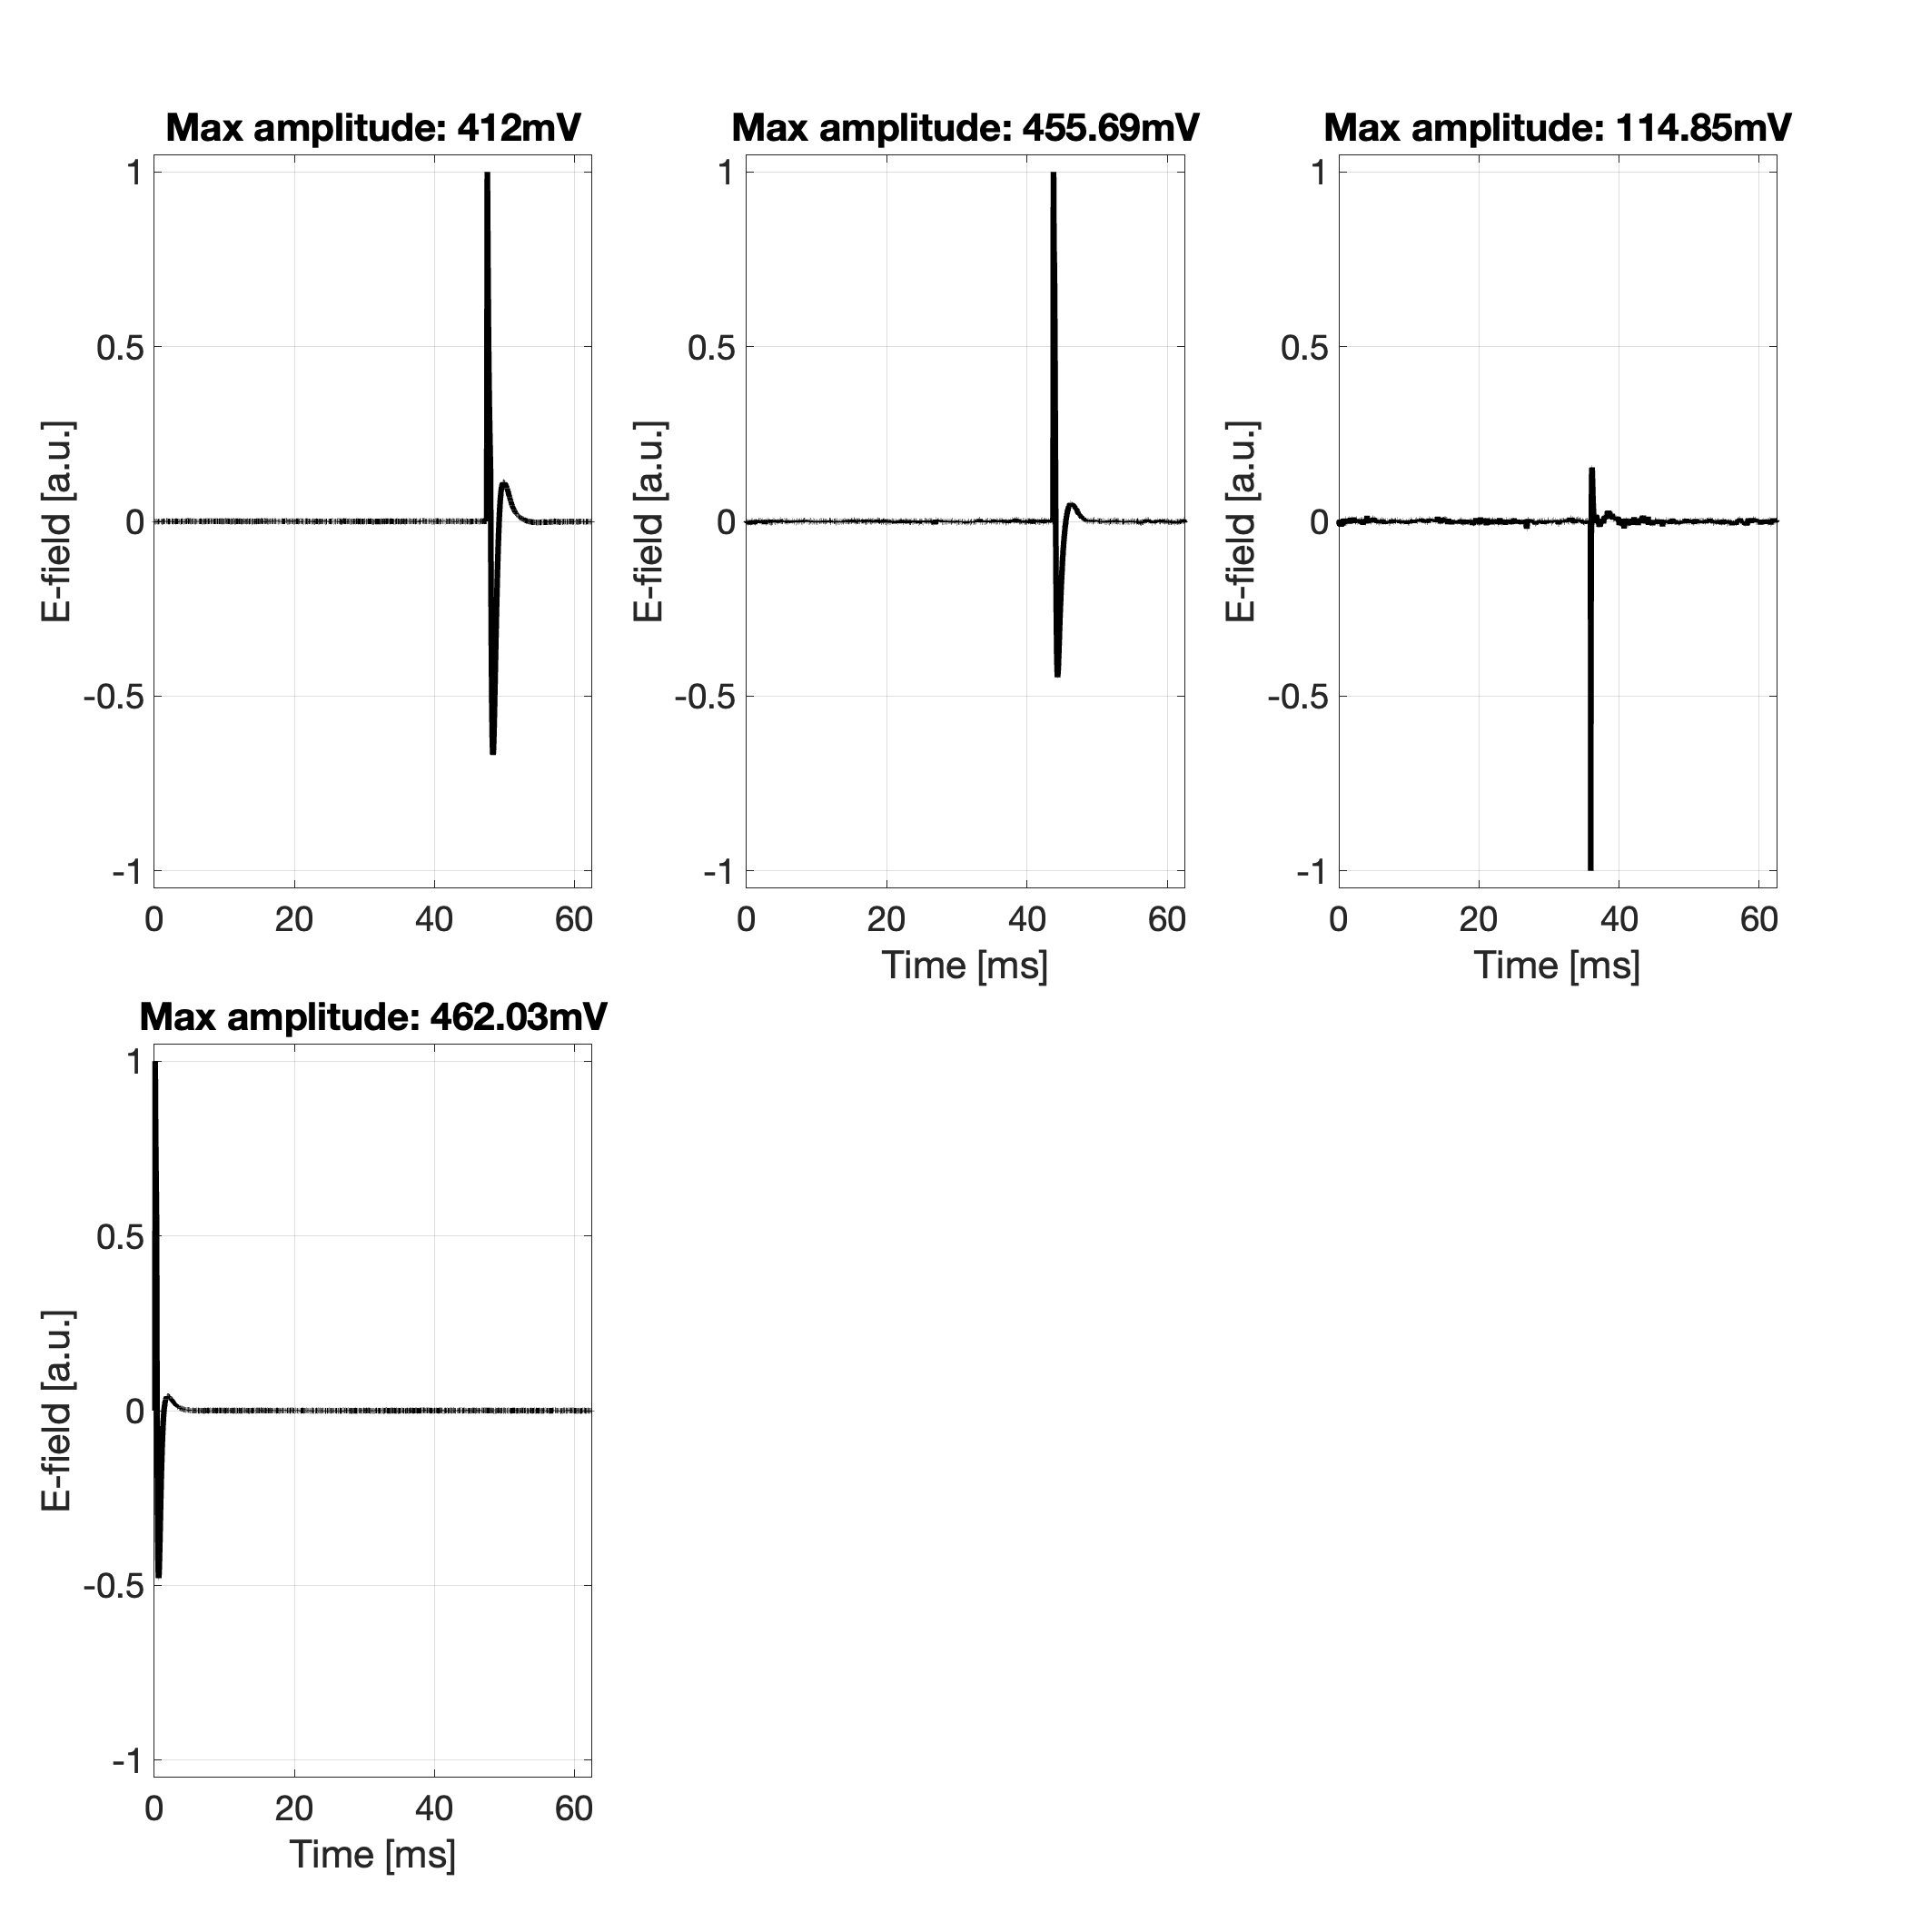 Max amplitude: 412mV
1
0.5
0
-0.5
-1
E-field [a.u.]
0 20 40 60
Max amplitude: 455.69mV
1
0.5
0
-0.5
-1
E-field [a.u.]
0 20 40 60
Time [ms]
Max amplitude: 114.85mV
1
0.5
0
-0.5
-1
E-field [a.u.]
0 20 40 60
Time [ms]
Max amplitude: 462.03mV
1
0.5
0
-0.5
-1
E-field [a.u.]
0 20 40 60
Time [ms]